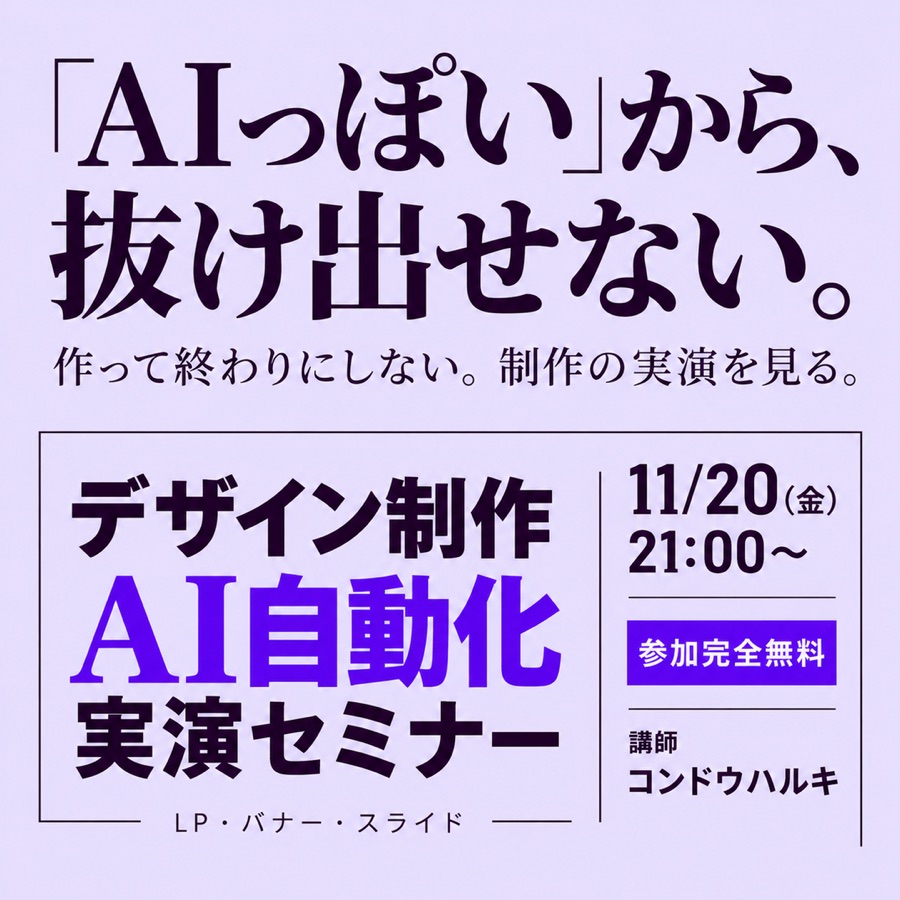 「AIっぽい」から、
抜け出せない。
作って終わりにしない。制作の実演を見る。
デザイン制作
AI自動化
実演セミナー
LP・バナー・スライド
11/20(金)
21:00〜
参加完全無料
講師
コンドウハルキ